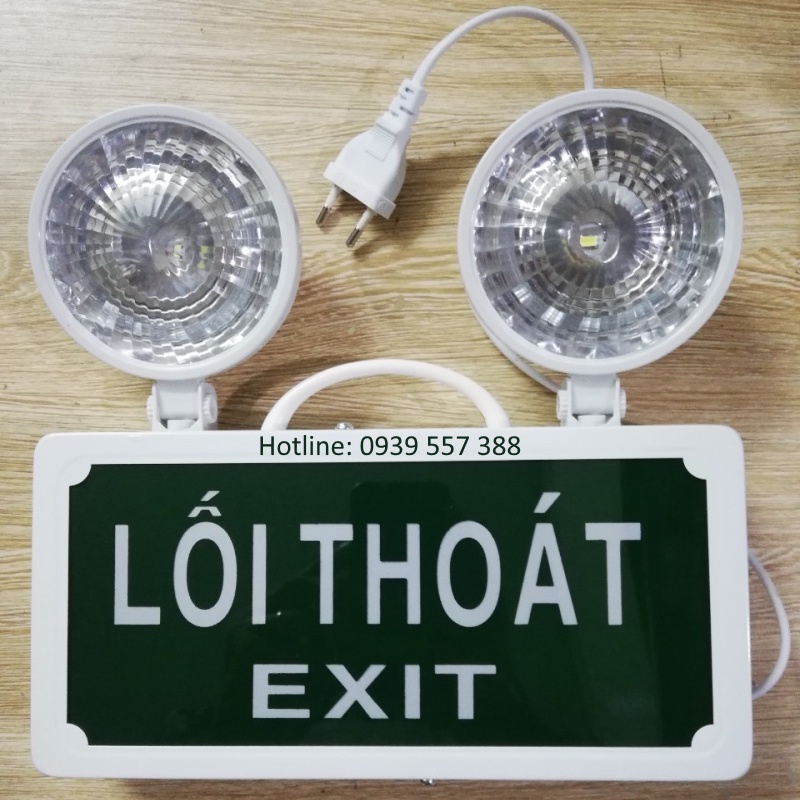 Hotline: 0939 557 388
LỐI THOÁT
EXIT